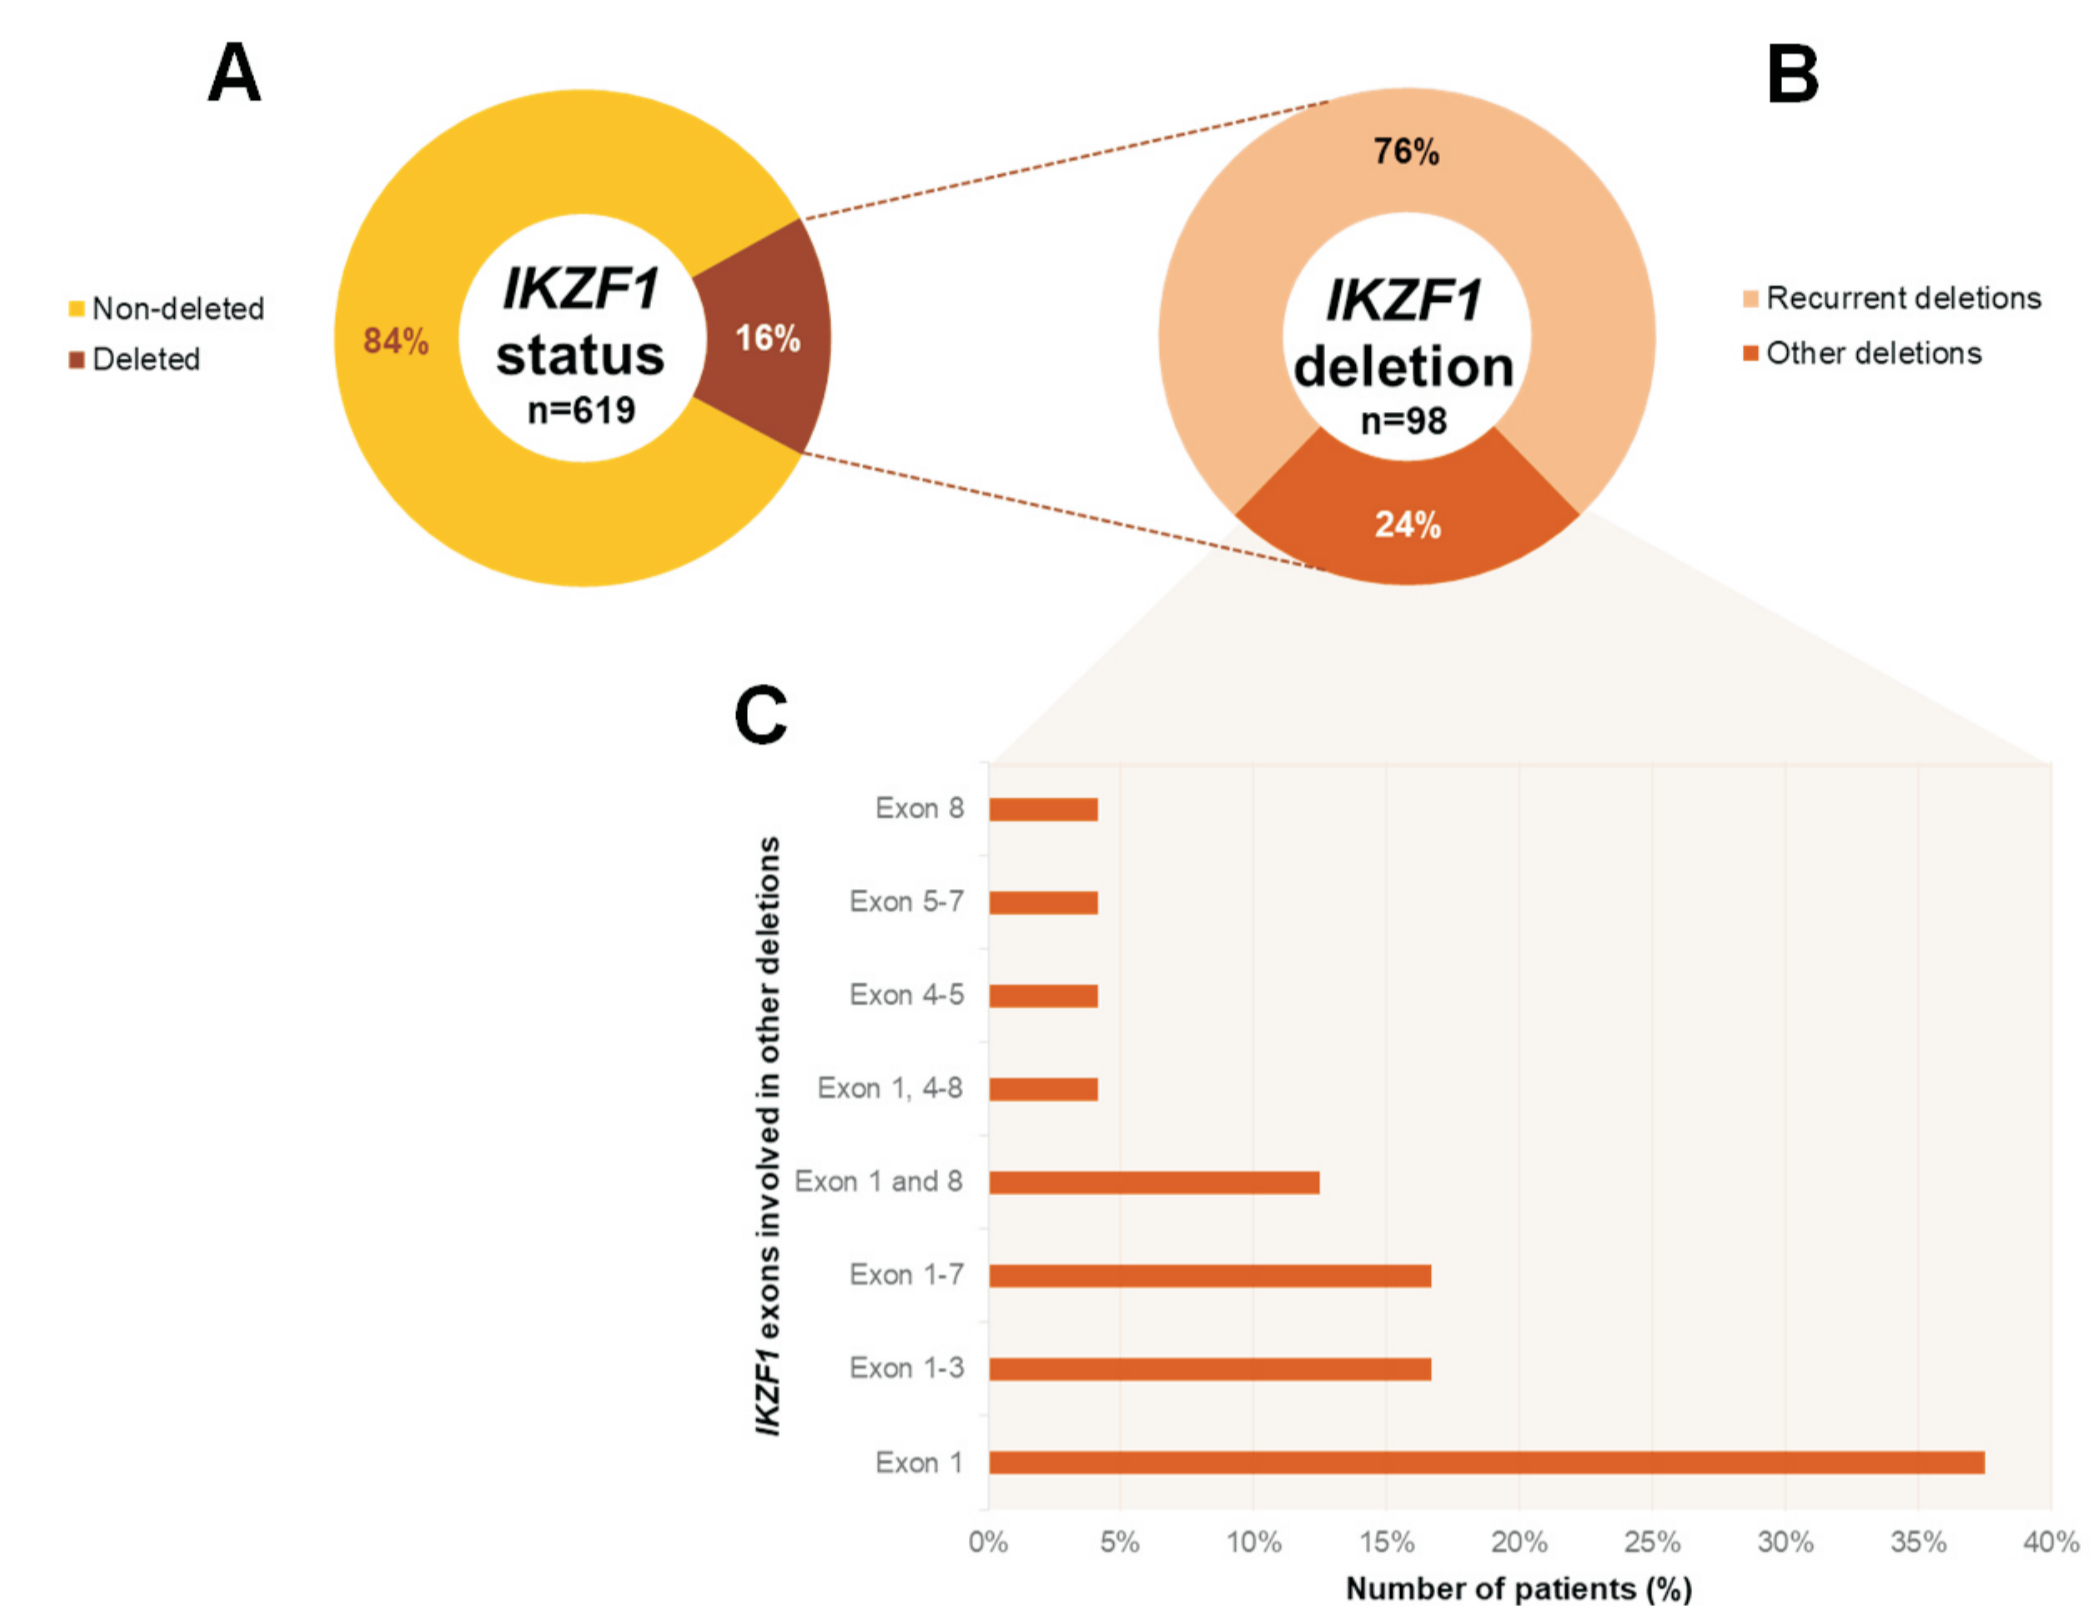 A
B
Non-deleted
Deleted
84%
IKZF1
status
n=619
16%
76%
IKZF1
deletion
n=98
24%
Recurrent deletions
Other deletions
C
IKZF1 exons involved in other deletions
Exon 8
Exon 5-7
Exon 4-5
Exon 1, 4-8
Exon 1 and 8
Exon 1-7
Exon 1-3
Exon 1
0% 5% 10% 15% 20% 25% 30% 35% 40%
Number of patients (%)